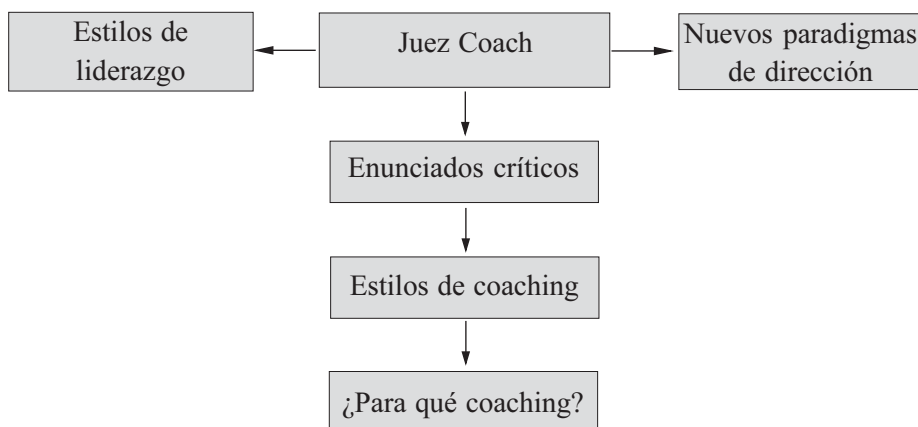 Estilos de
liderazgo
Juez Coach
Nuevos paradigmas
de dirección
Enunciados críticos
Estilos de coaching
¿Para qué coaching?